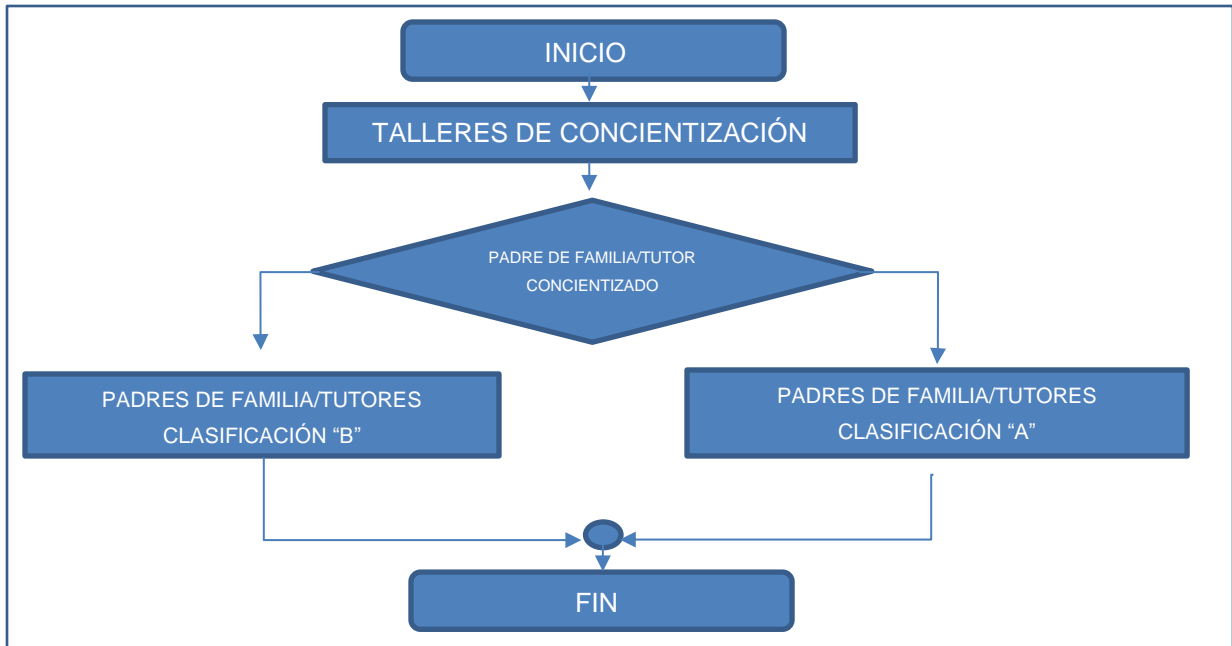 INICIO
TALLERES DE CONCIENTIZACIÓN
PADRE DE FAMILIA/TUTOR
CONCIENTIZADO
PADRES DE FAMILIA/TUTORES
CLASIFICACIÓN “B”
PADRES DE FAMILIA/TUTORES
CLASIFICACIÓN “A”
FIN